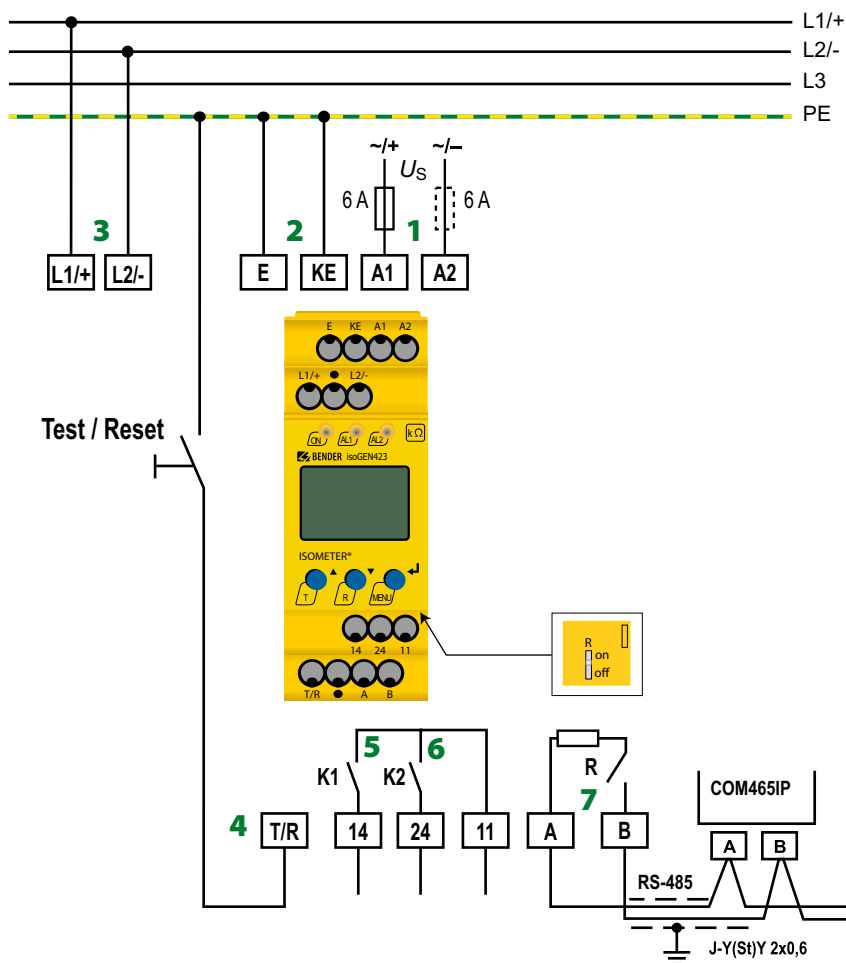 L1/+
L2/-
L3
PE
~/+ ~/–
US
6 A 6 A
3 2 1
L1/+ L2/- E KE A1 A2
E KE A1 A2
L1/+ L2/-
Test / Reset
ON AL1 AL2 kΩ
BENDER isoGEN423
ISOMETER®
T R MENU
14 24 11
T/R A B
R
on
off
5 6
K1 K2 R
7
COM465IP
4 T/R 14 24 11 A B
A B
RS-485
J-Y(St)Y 2x0,6